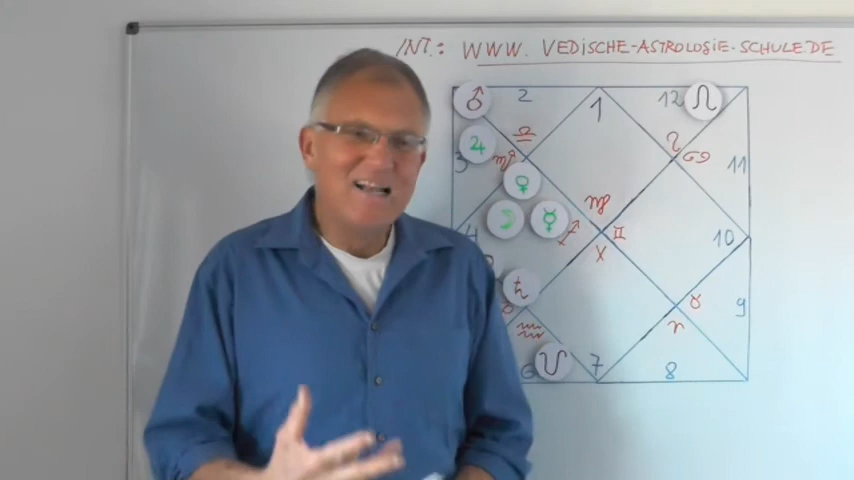 INT.: WWW. VEDISCHE-ASTROLOGIE-SCHULE.DE
♂ 2 1 12 ☊
♃ ♎ ♌
3 ♏ ♋ 11
♀
♍
4 ☽ ☿ ♐ ♊ 10
♓
♄ ♉ 9
♒ ♈
6 ☋ 7 8